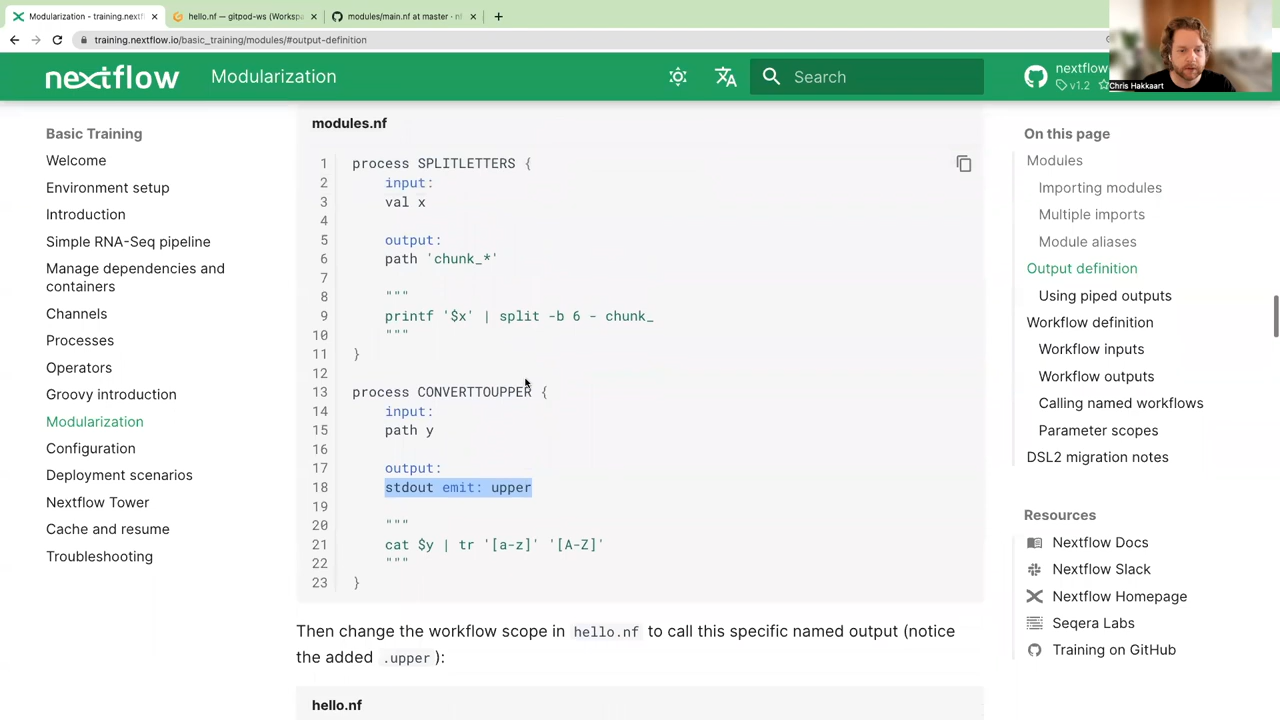 Modularization - training.nextf
hello.nf — gitpod-ws (Worksp
modules/main.nf at master · nf
training.nextflow.io/basic_training/modules/#output-definition
nextflow
Modularization
Search
nextflow
v1.2
Chris Hakkaart
Basic Training
Welcome
Environment setup
Introduction
Simple RNA-Seq pipeline
Manage dependencies and
containers
Channels
Processes
Operators
Groovy introduction
Modularization
Configuration
Deployment scenarios
Nextflow Tower
Cache and resume
Troubleshooting
modules.nf
1 process SPLITLETTERS {
2 input:
3 val x
4
5 output:
6 path 'chunk_*'
7
8 """
9 printf '$x' | split -b 6 - chunk_
10 """
11 }
12
13 process CONVERTTOUPPER {
14 input:
15 path y
16
17 output:
18 stdout emit: upper
19
20 """
21 cat $y | tr '[a-z]' '[A-Z]'
22 """
23 }
Then change the workflow scope in hello.nf to call this specific named output (notice
the added .upper ):
hello.nf
On this page
Modules
Importing modules
Multiple imports
Module aliases
Output definition
Using piped outputs
Workflow definition
Workflow inputs
Workflow outputs
Calling named workflows
Parameter scopes
DSL2 migration notes
Resources
Nextflow Docs
Nextflow Slack
Nextflow Homepage
Seqera Labs
Training on GitHub